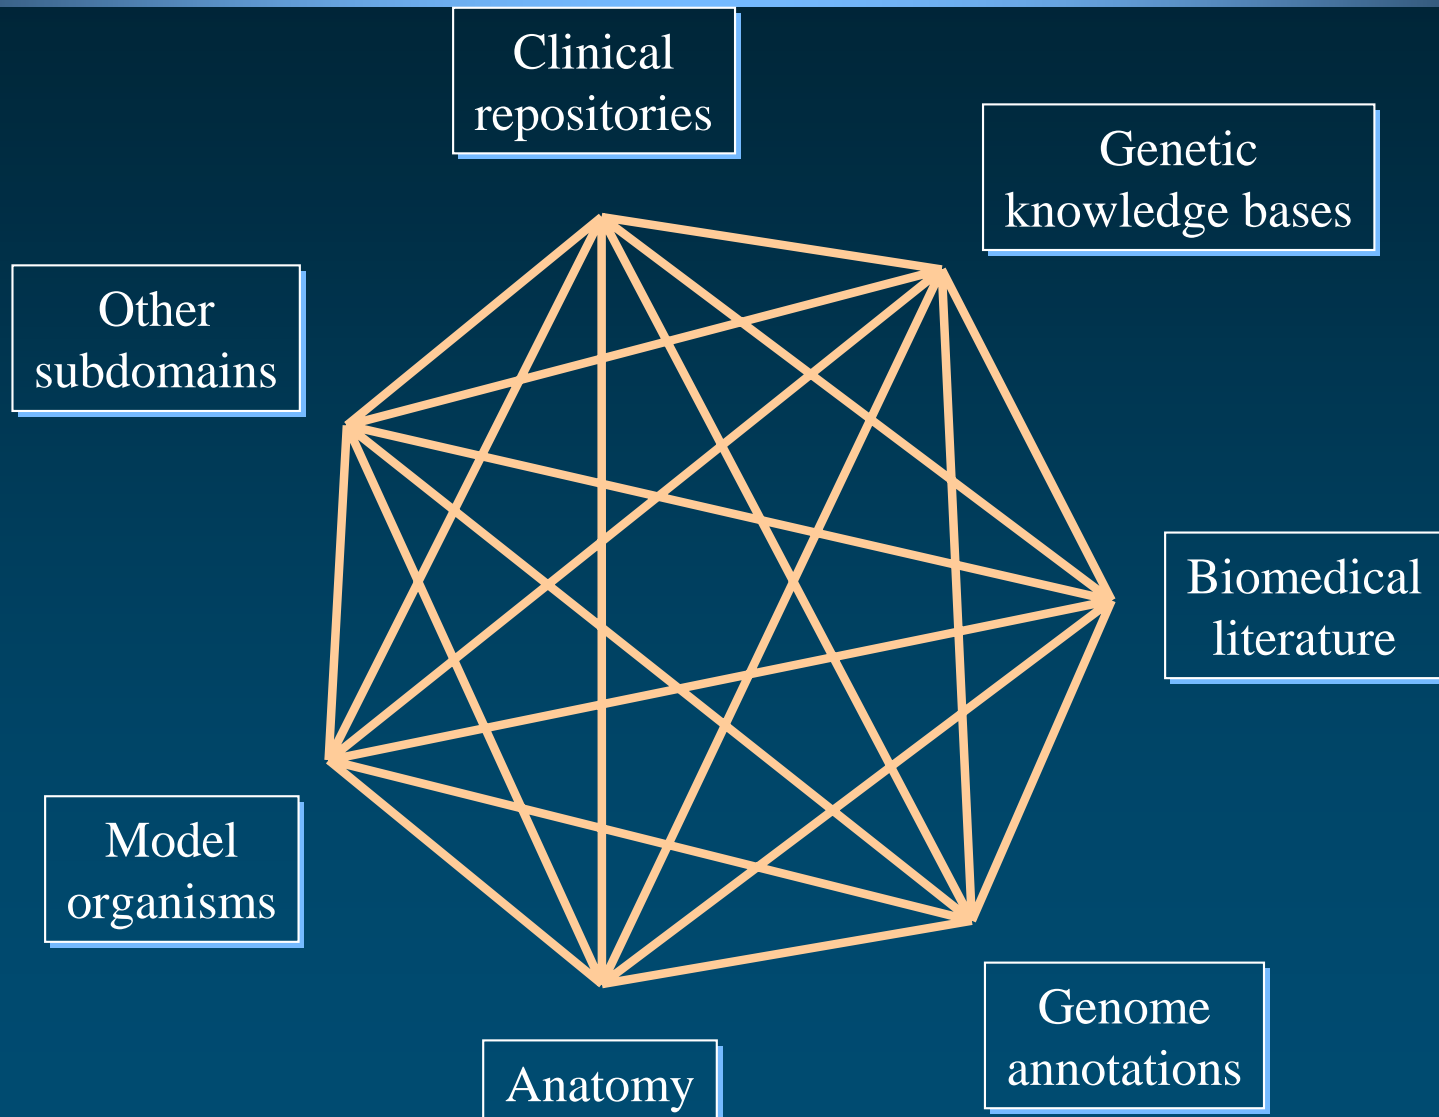 Clinical
repositories
Genetic
knowledge bases
Other
subdomains
Biomedical
literature
Model
organisms
Genome
annotations
Anatomy